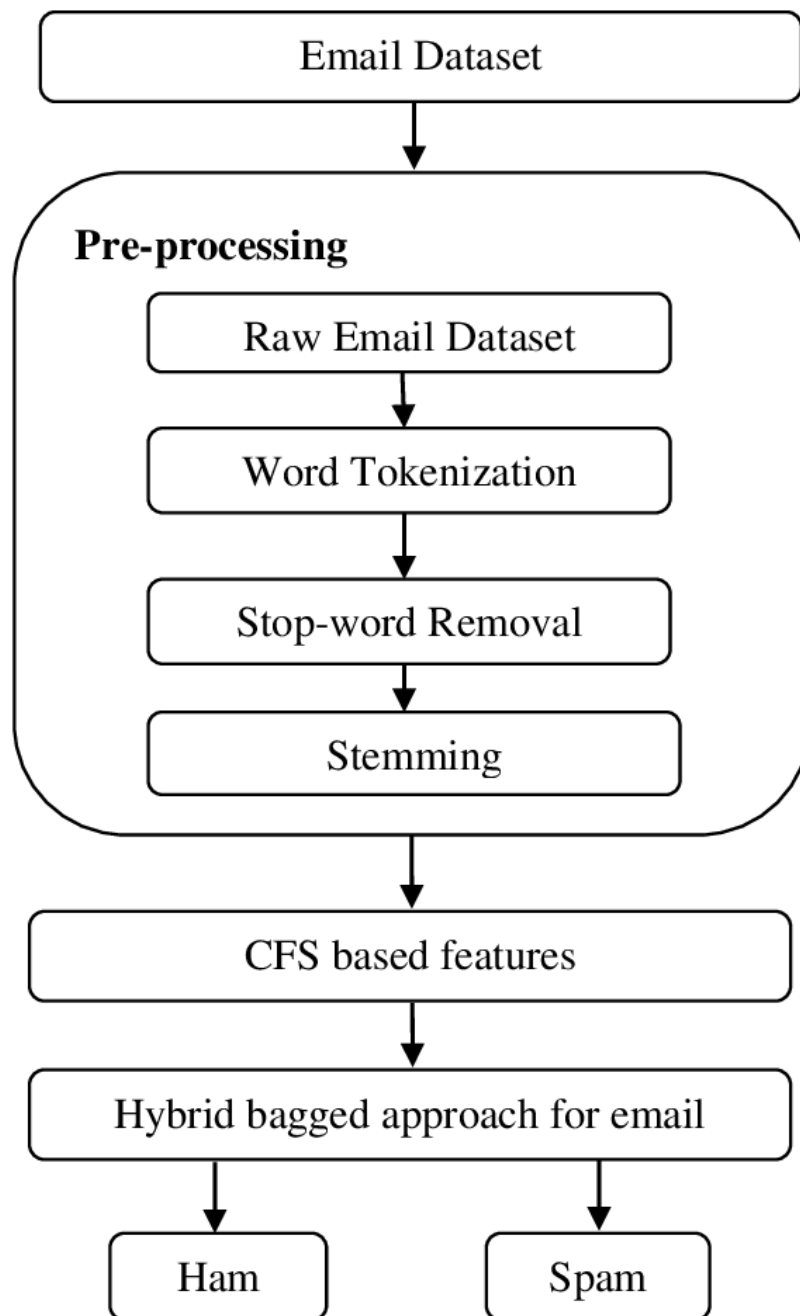 Email Dataset
Pre-processing
Raw Email Dataset
Word Tokenization
Stop-word Removal
Stemming
CFS based features
Hybrid bagged approach for email
Ham
Spam